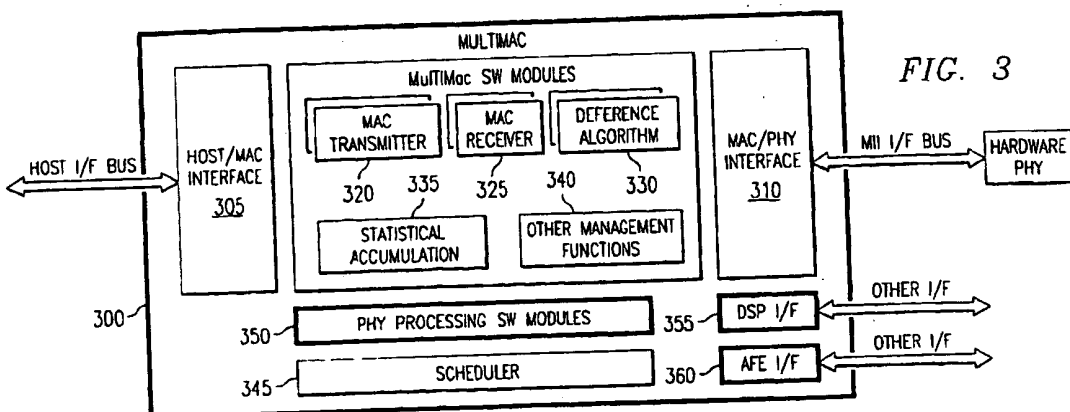 MULTIMAC
FIG. 3
MulTIMac SW MODULES
MAC
TRANSMITTER
MAC
RECEIVER
DEFERENCE
ALGORITHM
320
325
330
335
340
STATISTICAL
ACCUMULATION
OTHER MANAGEMENT
FUNCTIONS
HOST I/F BUS
HOST/MAC
INTERFACE
305
MAC/PHY
INTERFACE
310
MII I/F BUS
HARDWARE
PHY
300
350
PHY PROCESSING SW MODULES
355
DSP I/F
OTHER I/F
345
SCHEDULER
360
AFE I/F
OTHER I/F